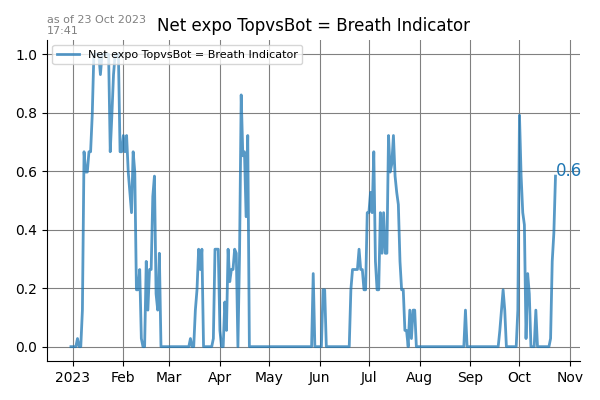 as of 23 Oct 2023
17:41
Net expo TopvsBot = Breath Indicator
Net expo TopvsBot = Breath Indicator
1.0
0.8
0.6
0.4
0.2
0.0
0.6
2023 Feb Mar Apr May Jun Jul Aug Sep Oct Nov